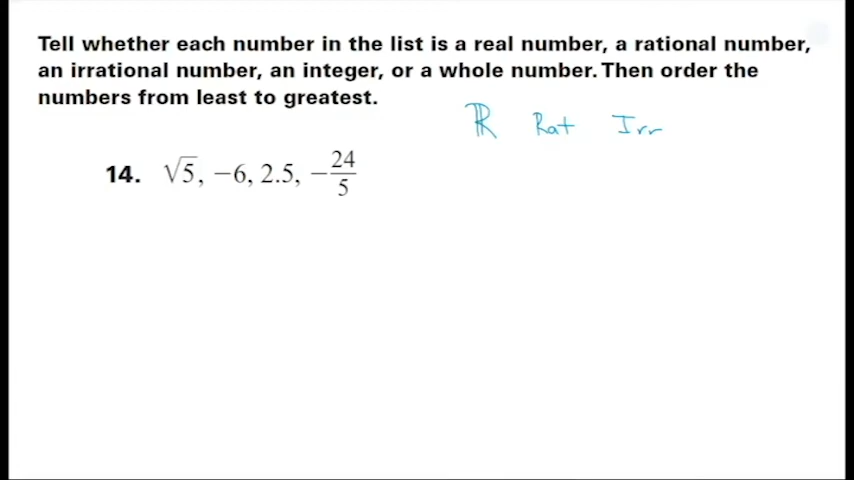 Tell whether each number in the list is a real number, a rational number,
an irrational number, an integer, or a whole number. Then order the
numbers from least to greatest.
ℝ Rat Irr
14. √5, −6, 2.5, −24/5